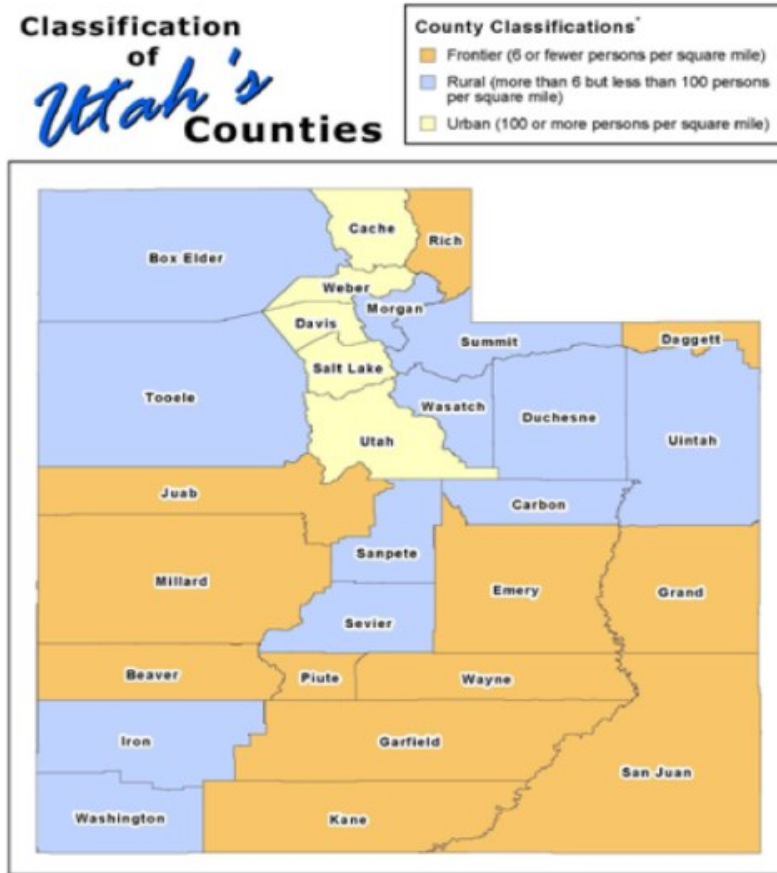 Classification
of
Utah's
Counties
County Classifications*
Frontier (6 or fewer persons per square mile)
Rural (more than 6 but less than 100 persons
per square mile)
Urban (100 or more persons per square mile)
Cache
Rich
Box Elder
Weber
Morgan
Davis
Summit
Daggett
Salt Lake
Tooele
Wasatch
Duchesne
Uintah
Utah
Juab
Carbon
Sanpete
Millard
Emery
Grand
Sevier
Beaver
Piute
Wayne
Iron
Garfield
San Juan
Washington
Kane